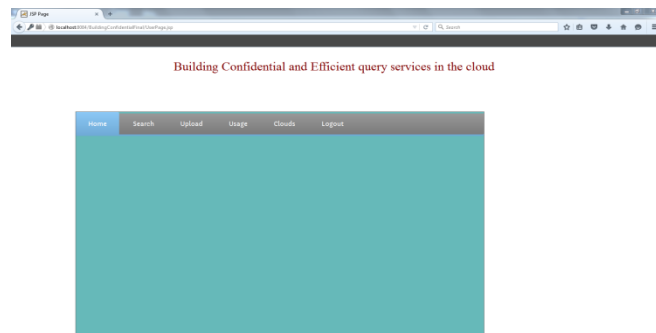 JSP Page
localhost:8084/BuildingConfidentialFinal/UserPage.jsp
Search
Building Confidential and Efficient query services in the cloud
Home Search Upload Usage Clouds Logout